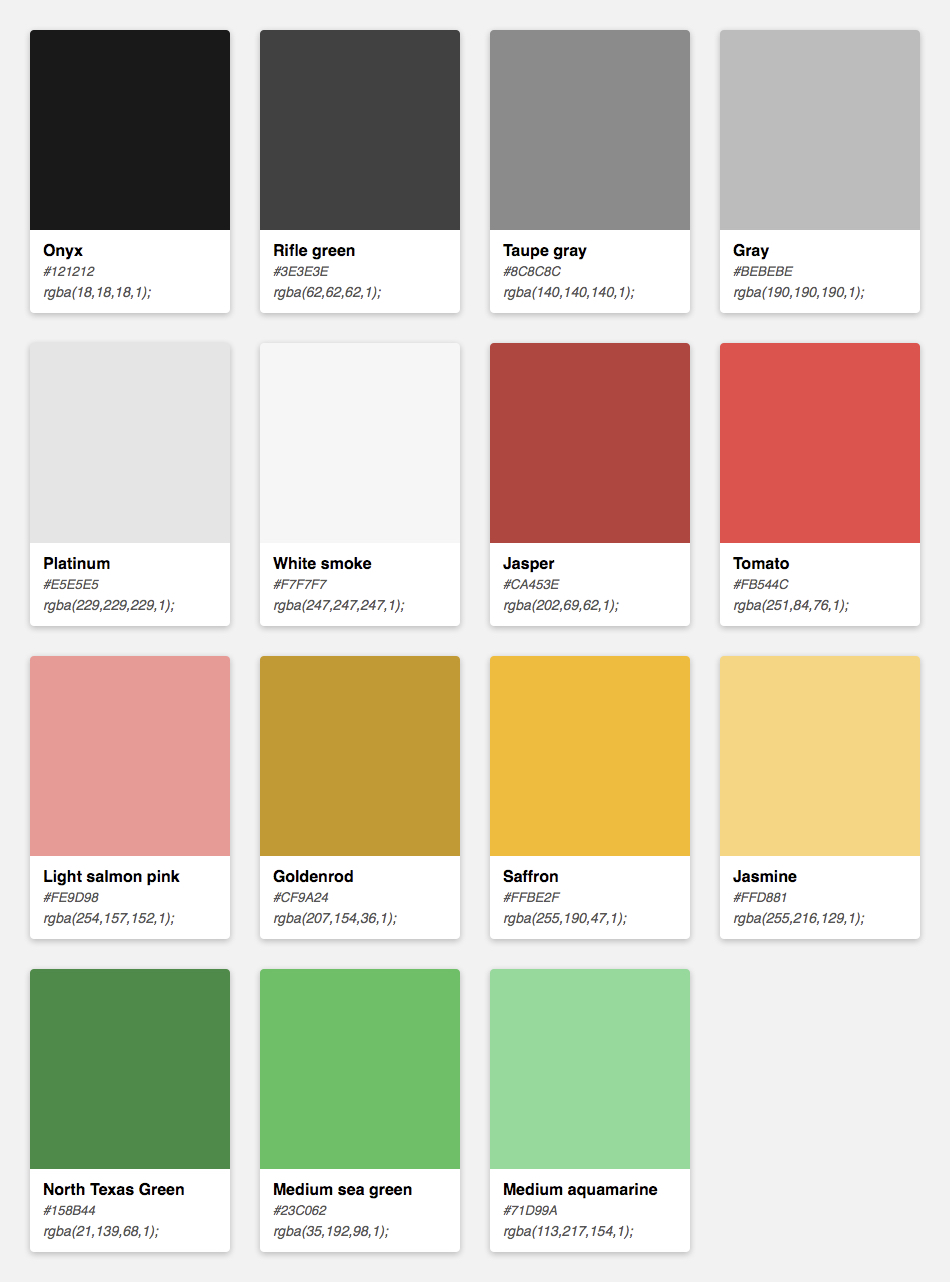 Onyx
#121212
rgba(18,18,18,1);
Rifle green
#3E3E3E
rgba(62,62,62,1);
Taupe gray
#8C8C8C
rgba(140,140,140,1);
Gray
#BEBEBE
rgba(190,190,190,1);
Platinum
#E5E5E5
rgba(229,229,229,1);
White smoke
#F7F7F7
rgba(247,247,247,1);
Jasper
#CA453E
rgba(202,69,62,1);
Tomato
#FB544C
rgba(251,84,76,1);
Light salmon pink
#FE9D98
rgba(254,157,152,1);
Goldenrod
#CF9A24
rgba(207,154,36,1);
Saffron
#FFBE2F
rgba(255,190,47,1);
Jasmine
#FFD881
rgba(255,216,129,1);
North Texas Green
#158B44
rgba(21,139,68,1);
Medium sea green
#23C062
rgba(35,192,98,1);
Medium aquamarine
#71D99A
rgba(113,217,154,1);